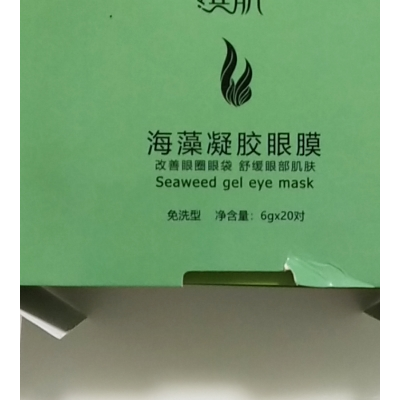 海藻凝胶眼膜
改善眼圈眼袋 舒缓眼部肌肤
Seaweed gel eye mask
免洗型 净含量：6gx20对